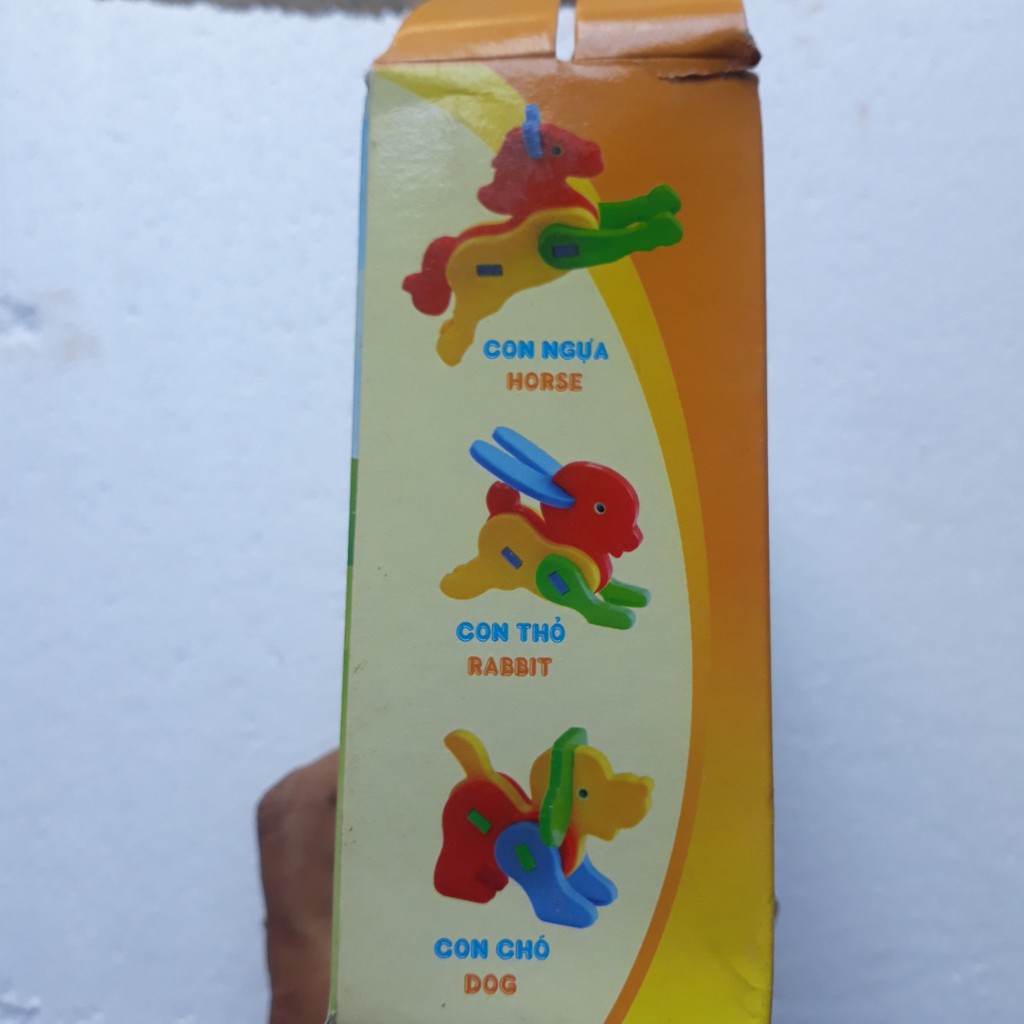 CON NGỰA
HORSE
CON THỎ
RABBIT
CON CHÓ
DOG